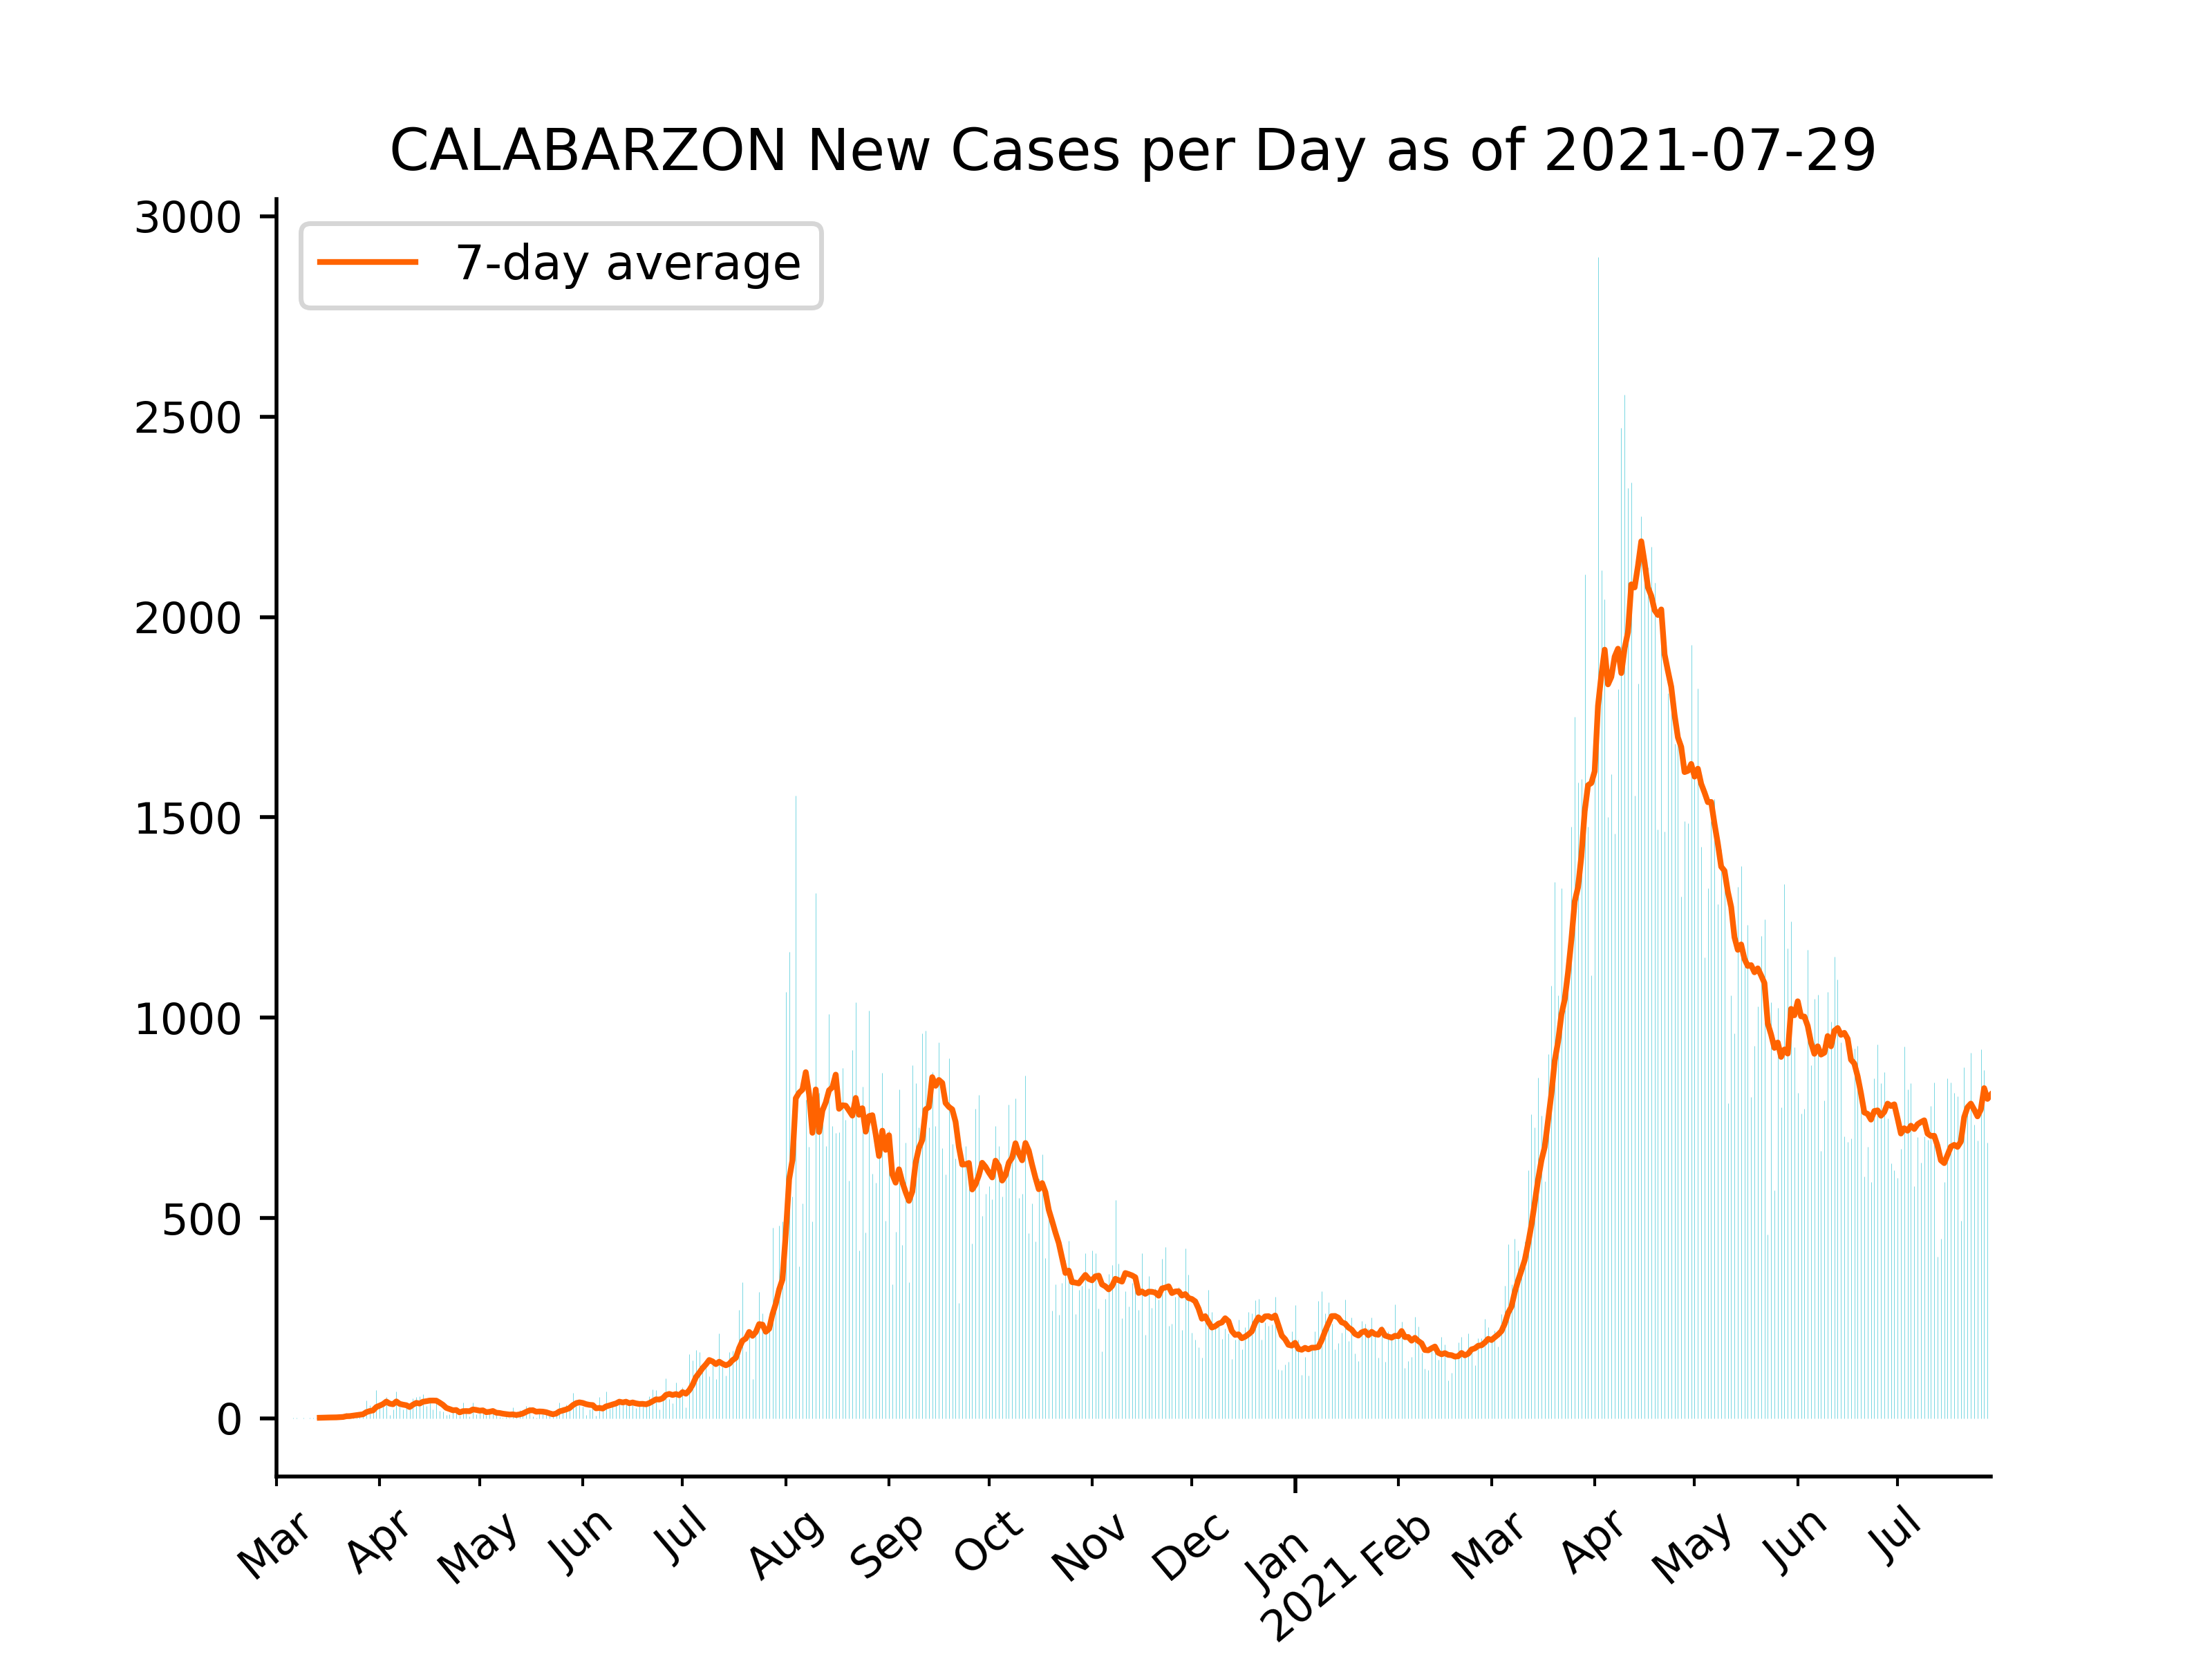 CALABARZON New Cases per Day as of 2021-07-29
7-day average
3000
2500
2000
1500
1000
500
0
Mar
Apr
May
Jun
Jul
Aug
Sep
Oct
Nov
Dec
Jan
2021
Feb
Mar
Apr
May
Jun
Jul